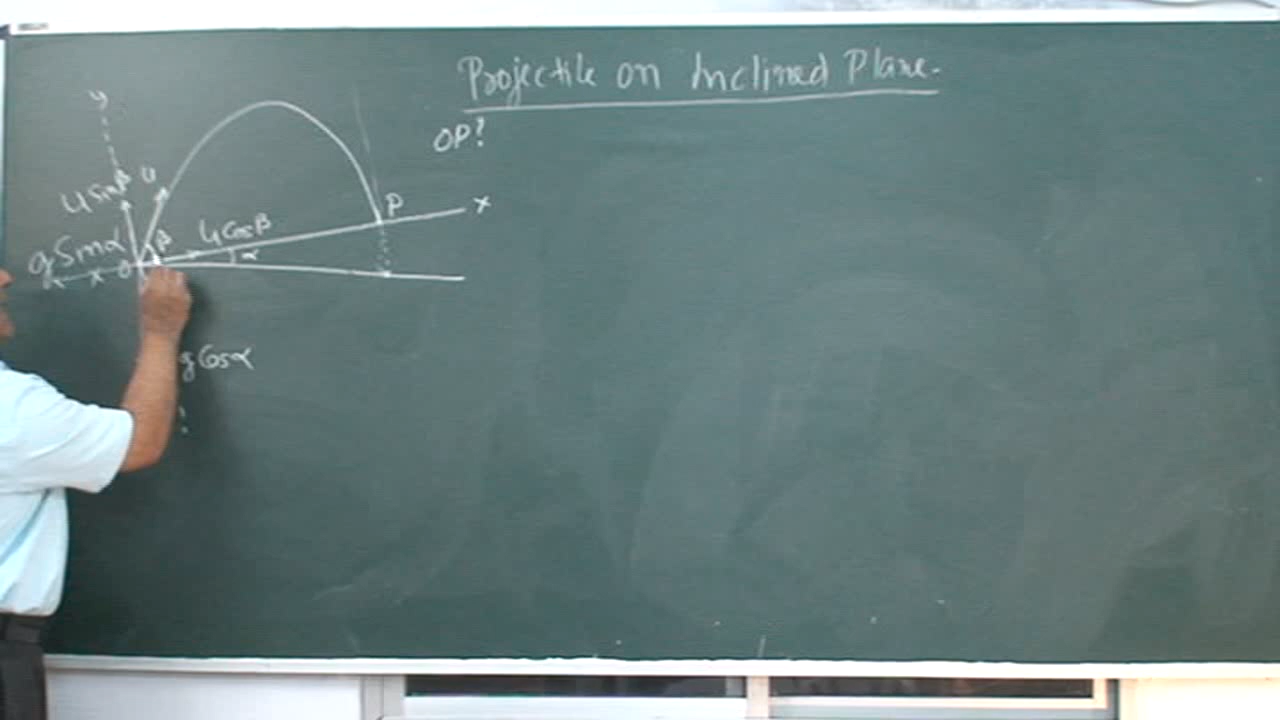 Projectile on Inclined Plane.
OP?
y
u sinβ u
P x
β u Cosβ
g Sinα O α
x
g Cosα